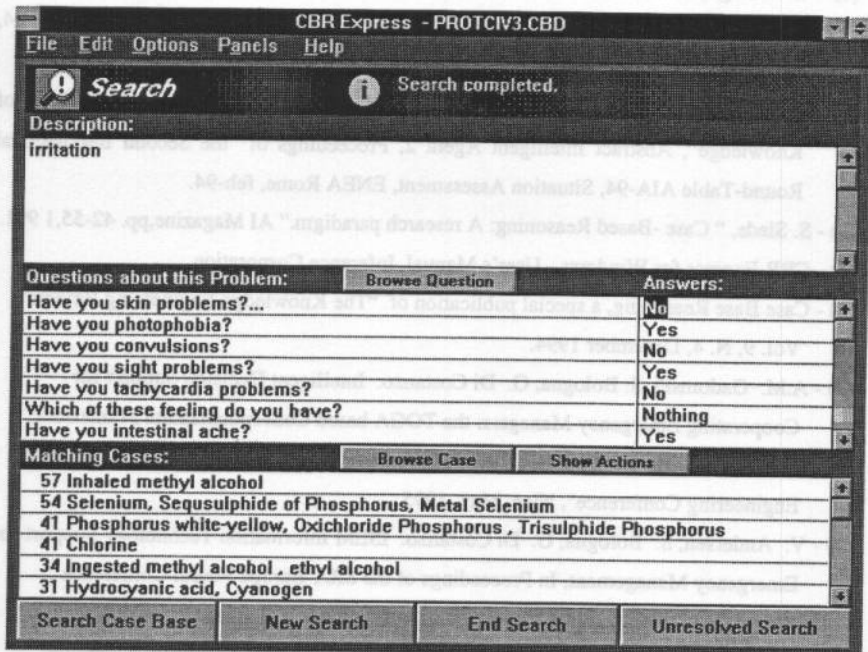 CBR Express - PROTCIV3.CBD
File Edit Options Panels Help
Search
Search completed.
Description:
irritation
Questions about this Problem: Browse Question Answers:
Have you skin problems?... No
Have you photophobia? Yes
Have you convulsions? No
Have you sight problems? Yes
Have you tachycardia problems? No
Which of these feeling do you have? Nothing
Have you intestinal ache? Yes
Matching Cases: Browse Case Show Actions
57 Inhaled methyl alcohol
54 Selenium, Sequsulphide of Phosphorus, Metal Selenium
41 Phosphorus white-yellow, Oxichloride Phosphorus , Trisulphide Phosphorus
41 Chlorine
34 Ingested methyl alcohol , ethyl alcohol
31 Hydrocyanic acid, Cyanogen
Search Case Base New Search End Search Unresolved Search